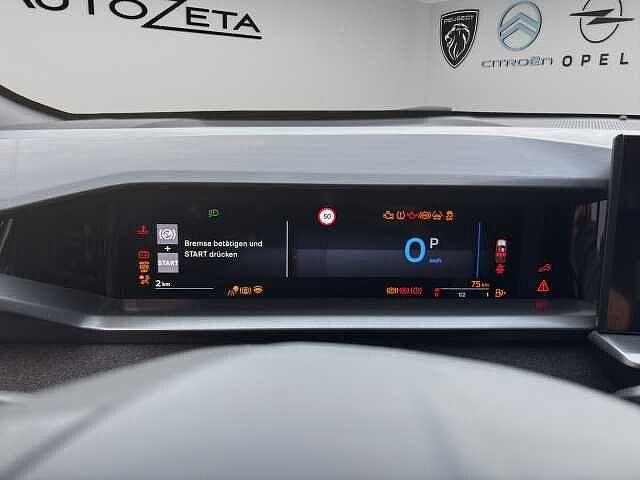 AUTOZETA
PEUGEOT
CITROËN
OPEL
50
Bremse betätigen und
START drücken
+
START
0 P
km/h
2 km
75 km
1/2
1